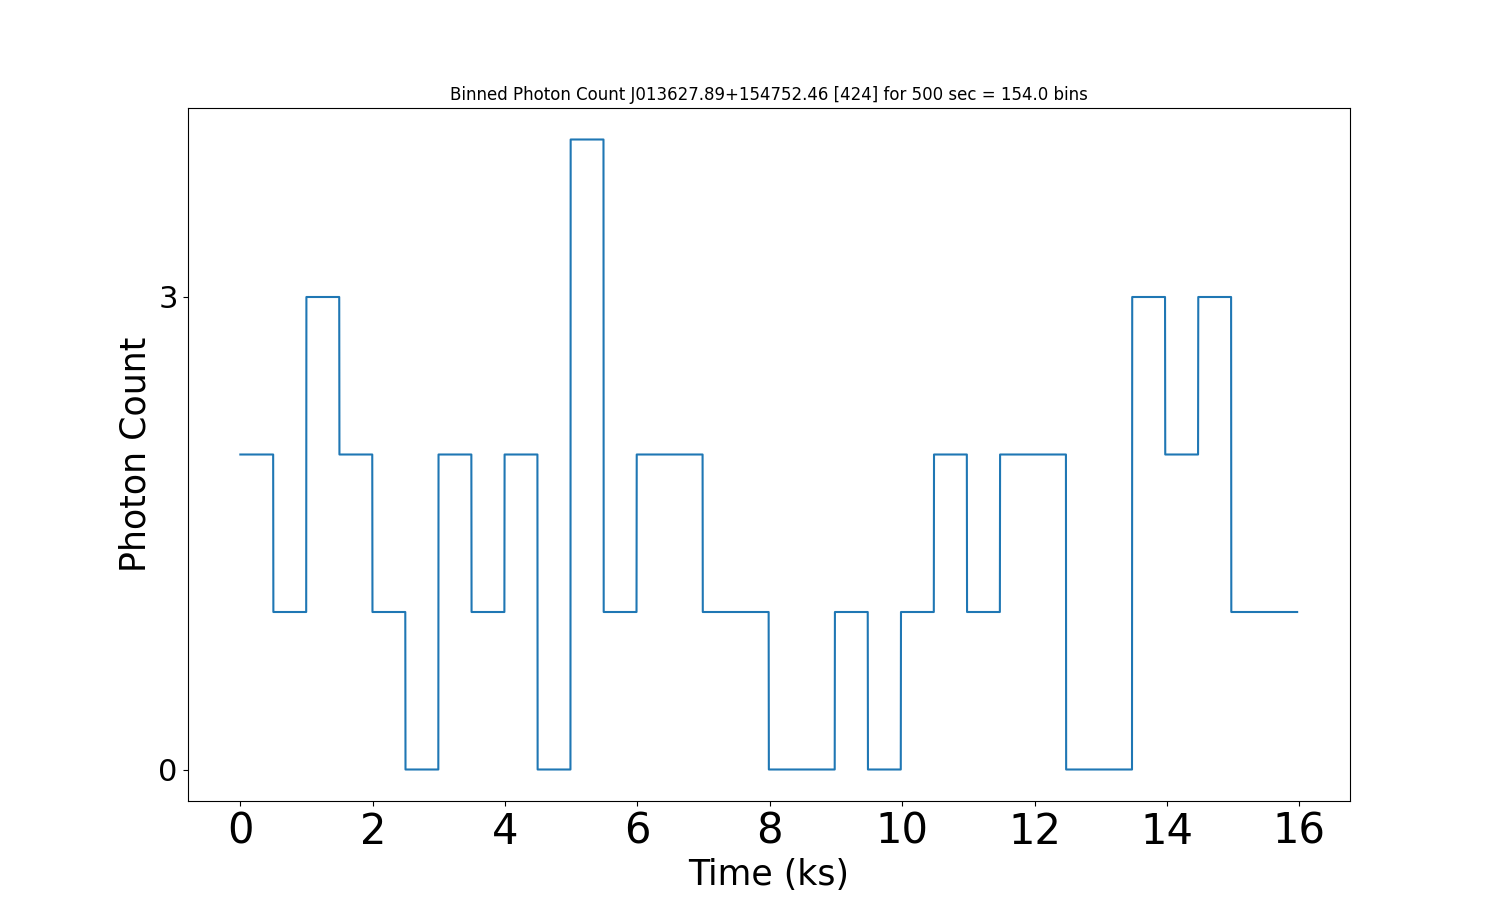 Binned Photon Count J013627.89+154752.46 [424] for 500 sec = 154.0 bins
Photon Count
3
0
0 2 4 6 8 10 12 14 16
Time (ks)